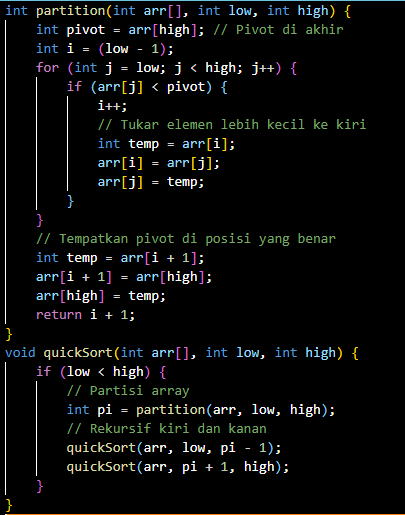 int partition(int arr[], int low, int high) {
    int pivot = arr[high]; // Pivot di akhir
    int i = (low - 1);
    for (int j = low; j < high; j++) {
        if (arr[j] < pivot) {
            i++;
            // Tukar elemen lebih kecil ke kiri
            int temp = arr[i];
            arr[i] = arr[j];
            arr[j] = temp;
        }
    }
    // Tempatkan pivot di posisi yang benar
    int temp = arr[i + 1];
    arr[i + 1] = arr[high];
    arr[high] = temp;
    return i + 1;
}
void quickSort(int arr[], int low, int high) {
    if (low < high) {
        // Partisi array
        int pi = partition(arr, low, high);
        // Rekursif kiri dan kanan
        quickSort(arr, low, pi - 1);
        quickSort(arr, pi + 1, high);
    }
}